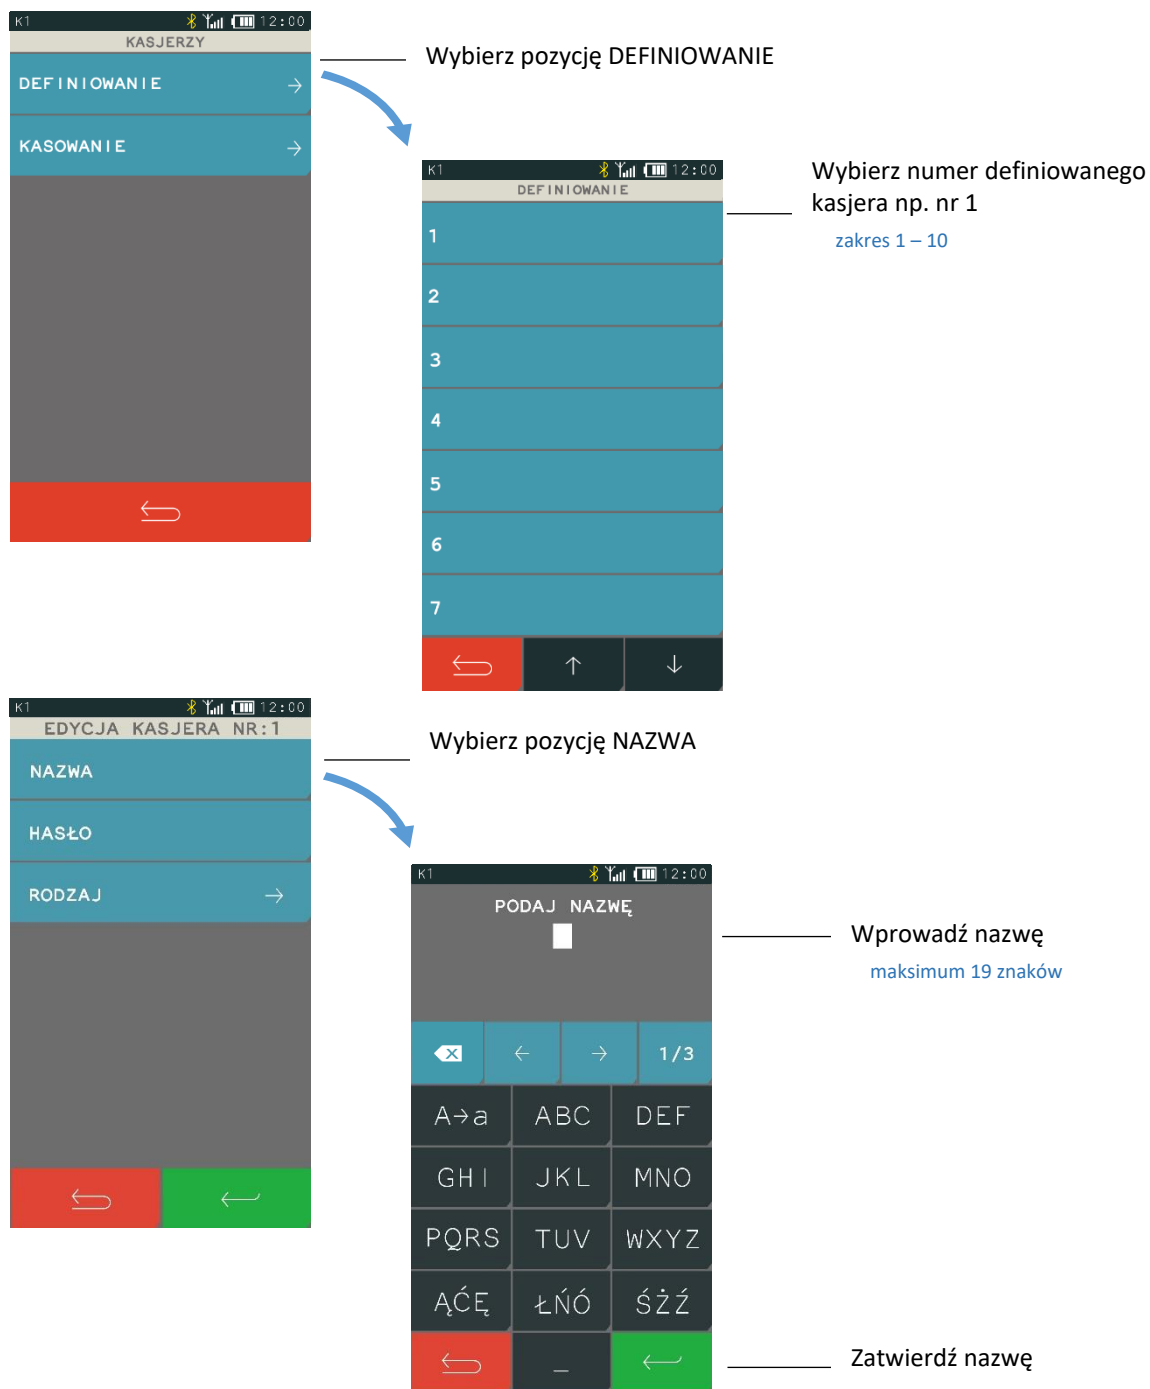 K1 12:00
KASJERZY
DEFINIOWANIE
KASOWANIE
Wybierz pozycję DEFINIOWANIE
K1 12:00
DEFINIOWANIE
1
2
3
4
5
6
7
Wybierz numer definiowanego
kasjera np. nr 1
zakres 1 – 10
K1 12:00
EDYCJA KASJERA NR:1
NAZWA
HASŁO
RODZAJ →
Wybierz pozycję NAZWA
K1 12:00
PODAJ NAZWĘ
← → 1/3
A→a ABC DEF
GHI JKL MNO
PQRS TUV WXYZ
ĄĆĘ ŁŃÓ ŚŻŹ
_
Wprowadź nazwę
maksimum 19 znaków
Zatwierdź nazwę